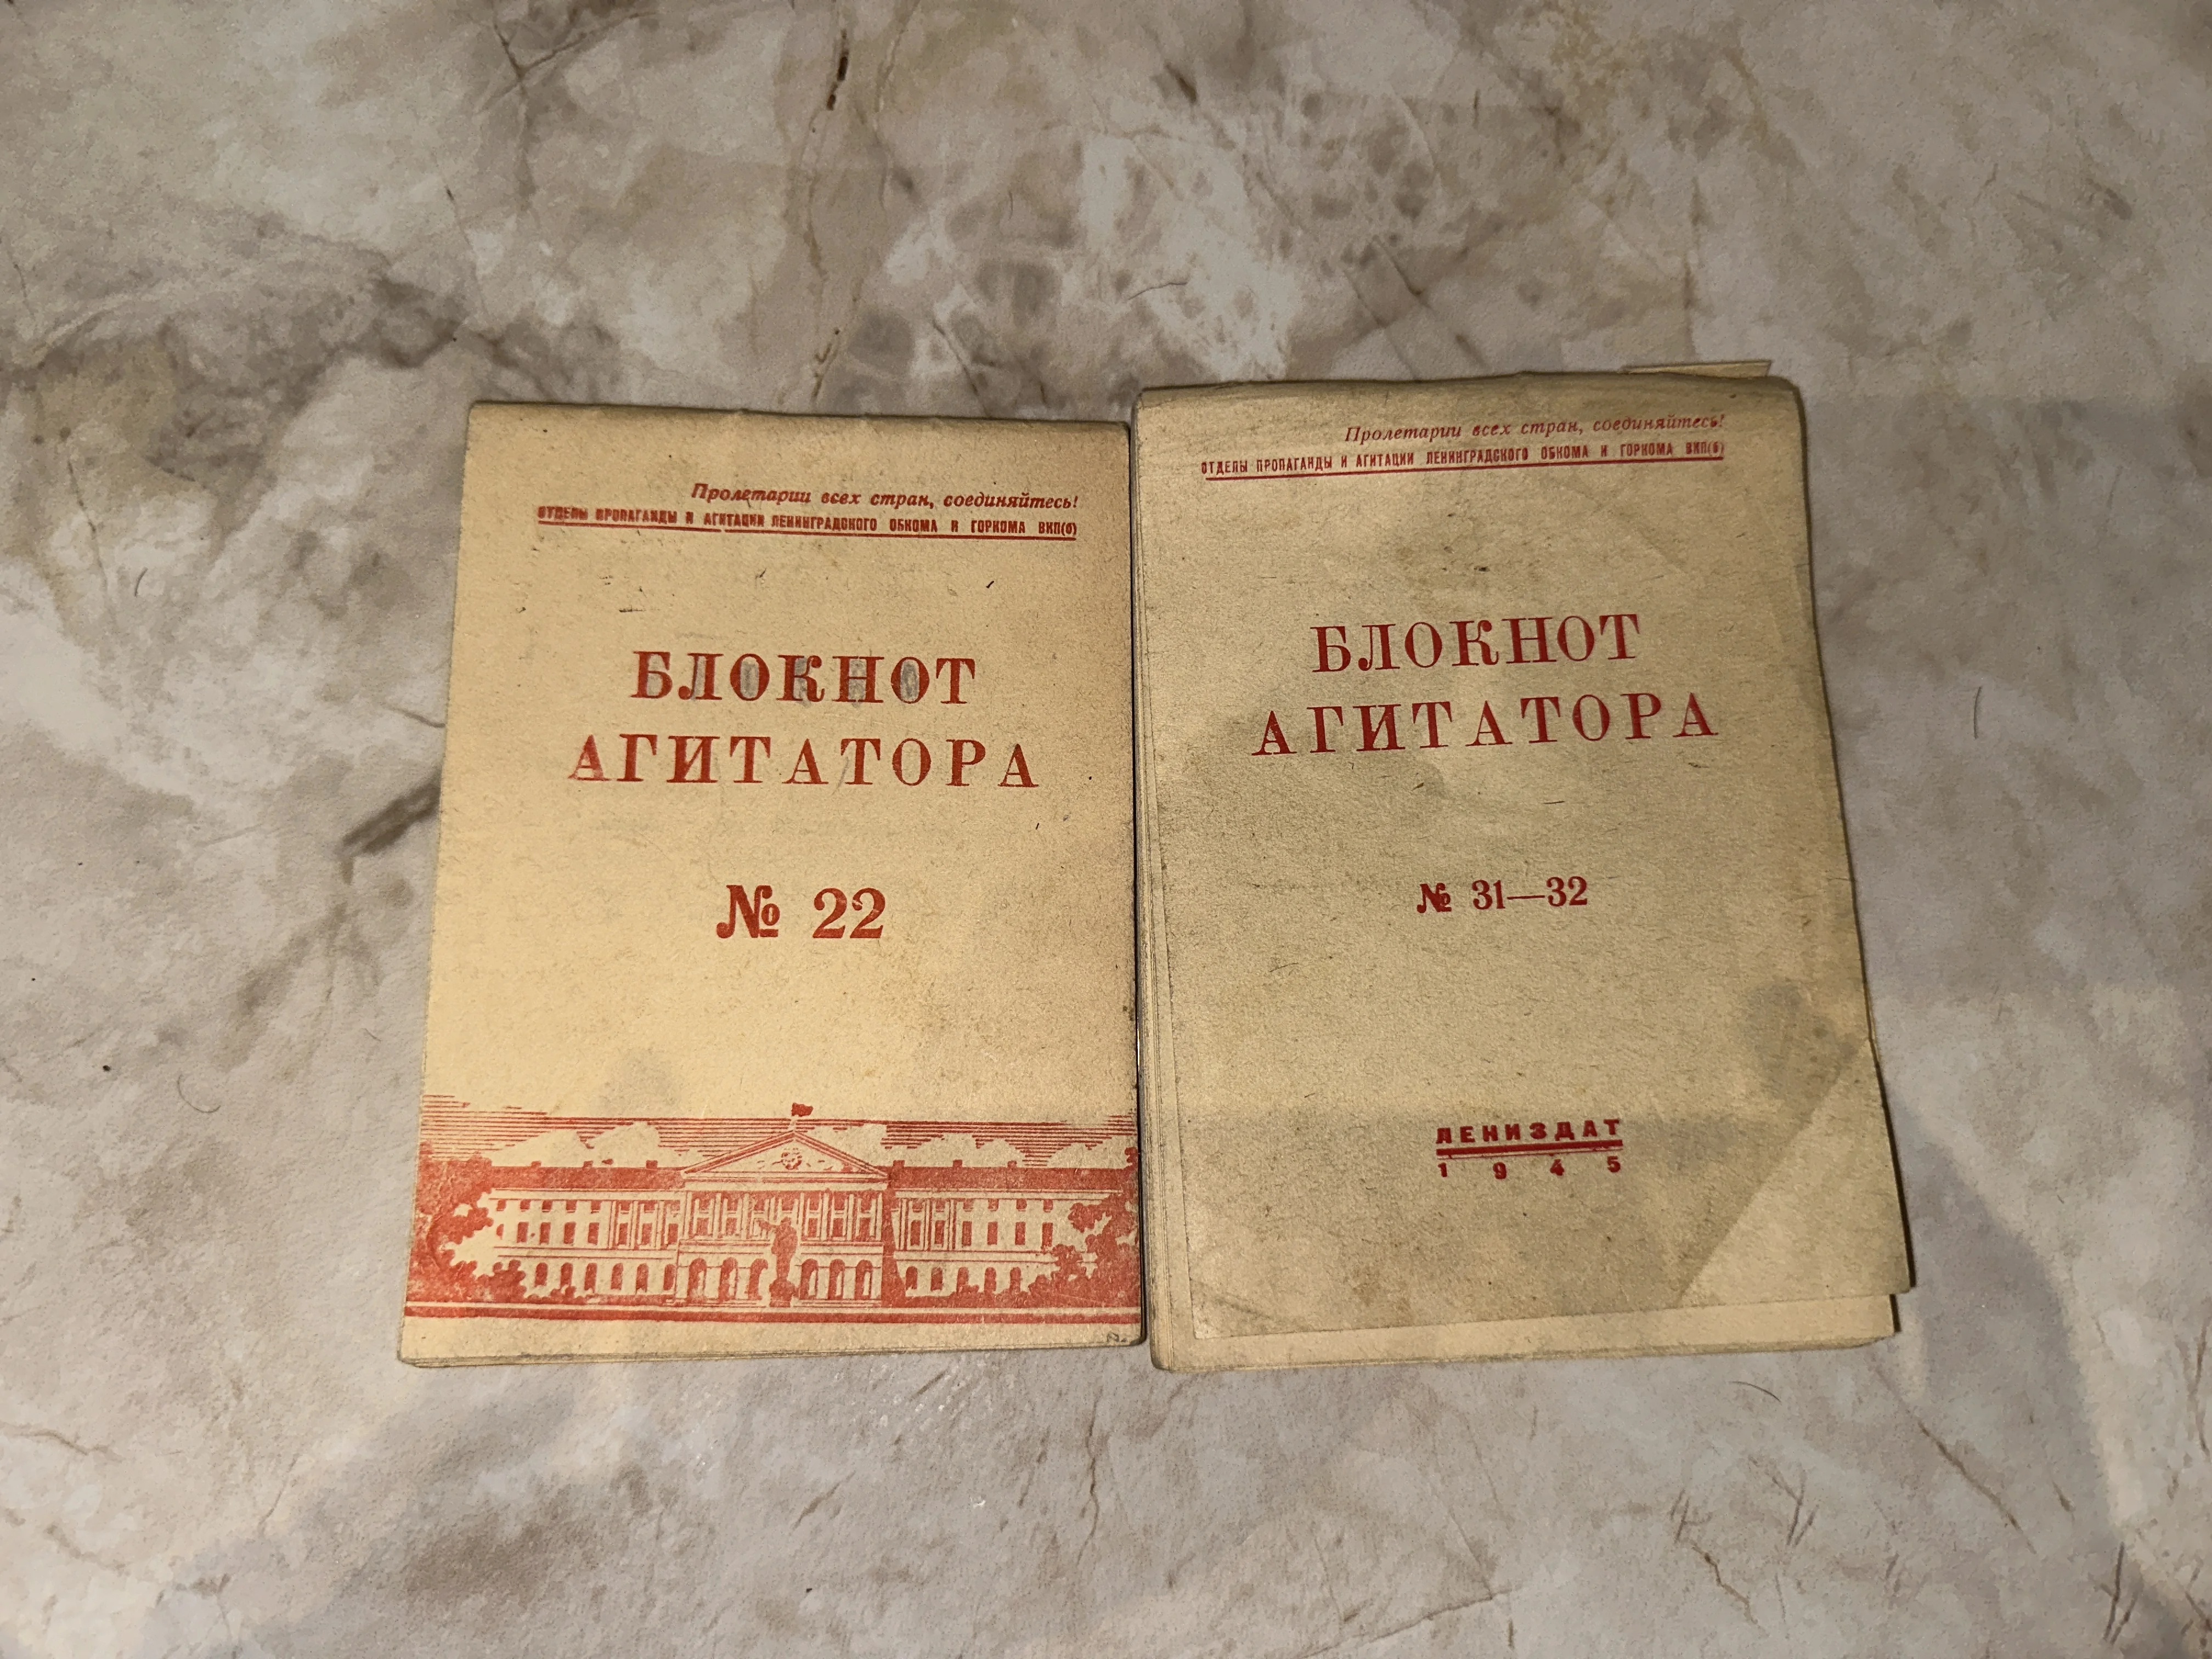 Пролетарии всех стран, соединяйтесь!
ОТДЕЛЫ ПРОПАГАНДЫ И АГИТАЦИИ ЛЕНИНГРАДСКОГО ОБКОМА И ГОРКОМА ВКП(б)
БЛОКНОТ
АГИТАТОРА
№ 22
Пролетарии всех стран, соединяйтесь!
ОТДЕЛЫ ПРОПАГАНДЫ И АГИТАЦИИ ЛЕНИНГРАДСКОГО ОБКОМА И ГОРКОМА ВКП(б)
БЛОКНОТ
АГИТАТОРА
№ 31—32
ЛЕНИЗДАТ
1945